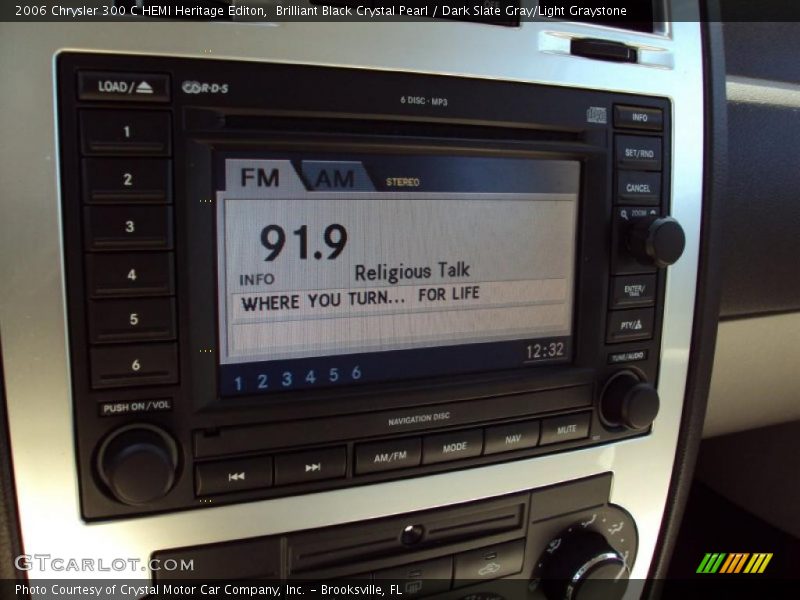 2006 Chrysler 300 C HEMI Heritage Editon,  Brilliant Black Crystal Pearl / Dark Slate Gray/Light Graystone
LOAD/
R·D·S
6 DISC · MP3
INFO
1
FM
AM
STEREO
SET/RND
2
CANCEL
91.9
ZOOM
3
INFO
Religious Talk
4
WHERE YOU TURN...  FOR LIFE
ENTER/
5
PTY/
12:32
6
1 2 3 4 5 6
TUNE/AUDIO
PUSH ON/VOL
NAVIGATION DISC
AM/FM
MODE
NAV
MUTE
GTcarlot.com
Photo Courtesy of Crystal Motor Car Company, Inc. – Brooksville, FL